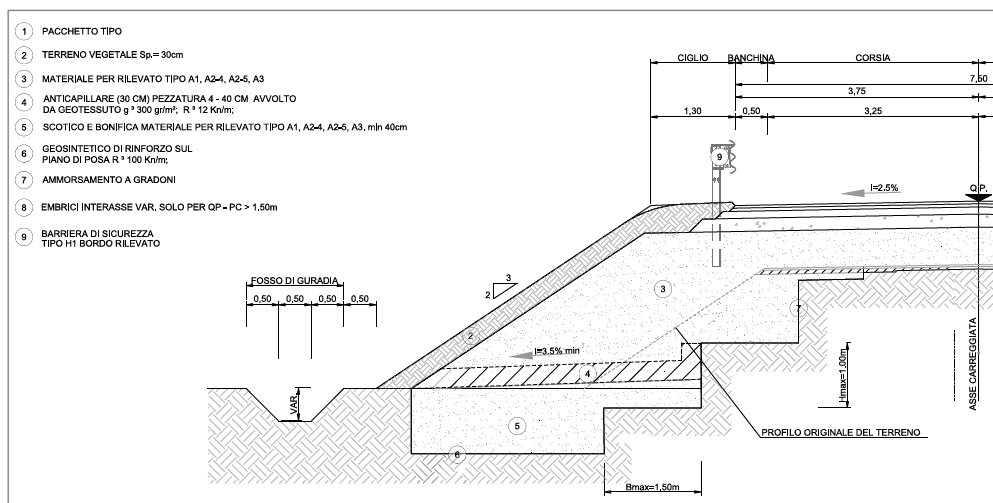 1 PACCHETTO TIPO
2 TERRENO VEGETALE Sp.= 30cm
3 MATERIALE PER RILEVATO TIPO A1, A2-4, A2-5, A3
4 ANTICAPILLARE (30 CM) PEZZATURA 4 - 40 CM AVVOLTO
DA GEOTESSUTO g ³ 300 gr/m²; R ³ 12 Kn/m;
5 SCOTICO E BONIFICA MATERIALE PER RILEVATO TIPO A1, A2-4, A2-5, A3, min 40cm
6 GEOSINTETICO DI RINFORZO SUL
PIANO DI POSA R ³ 100 Kn/m;
7 AMMORSAMENTO A GRADONI
8 EMBRICI INTERASSE VAR, SOLO PER QP - PC > 1,50m
9 BARRIERA DI SICUREZZA
TIPO H1 BORDO RILEVATO
CIGLIO BANCHINA CORSIA
7,50
3,75
1,30 0,50 3,25
9
Q.P.
i=2.5%
FOSSO DI GURADIA
0,50 0,50 0,50 0,50
3
2
3
7
2
i=3.5% min
4
VAR.
5
6
Hmax=1,00m
ASSE CARREGGIATA
PROFILO ORIGINALE DEL TERRENO
Bmax=1,50m